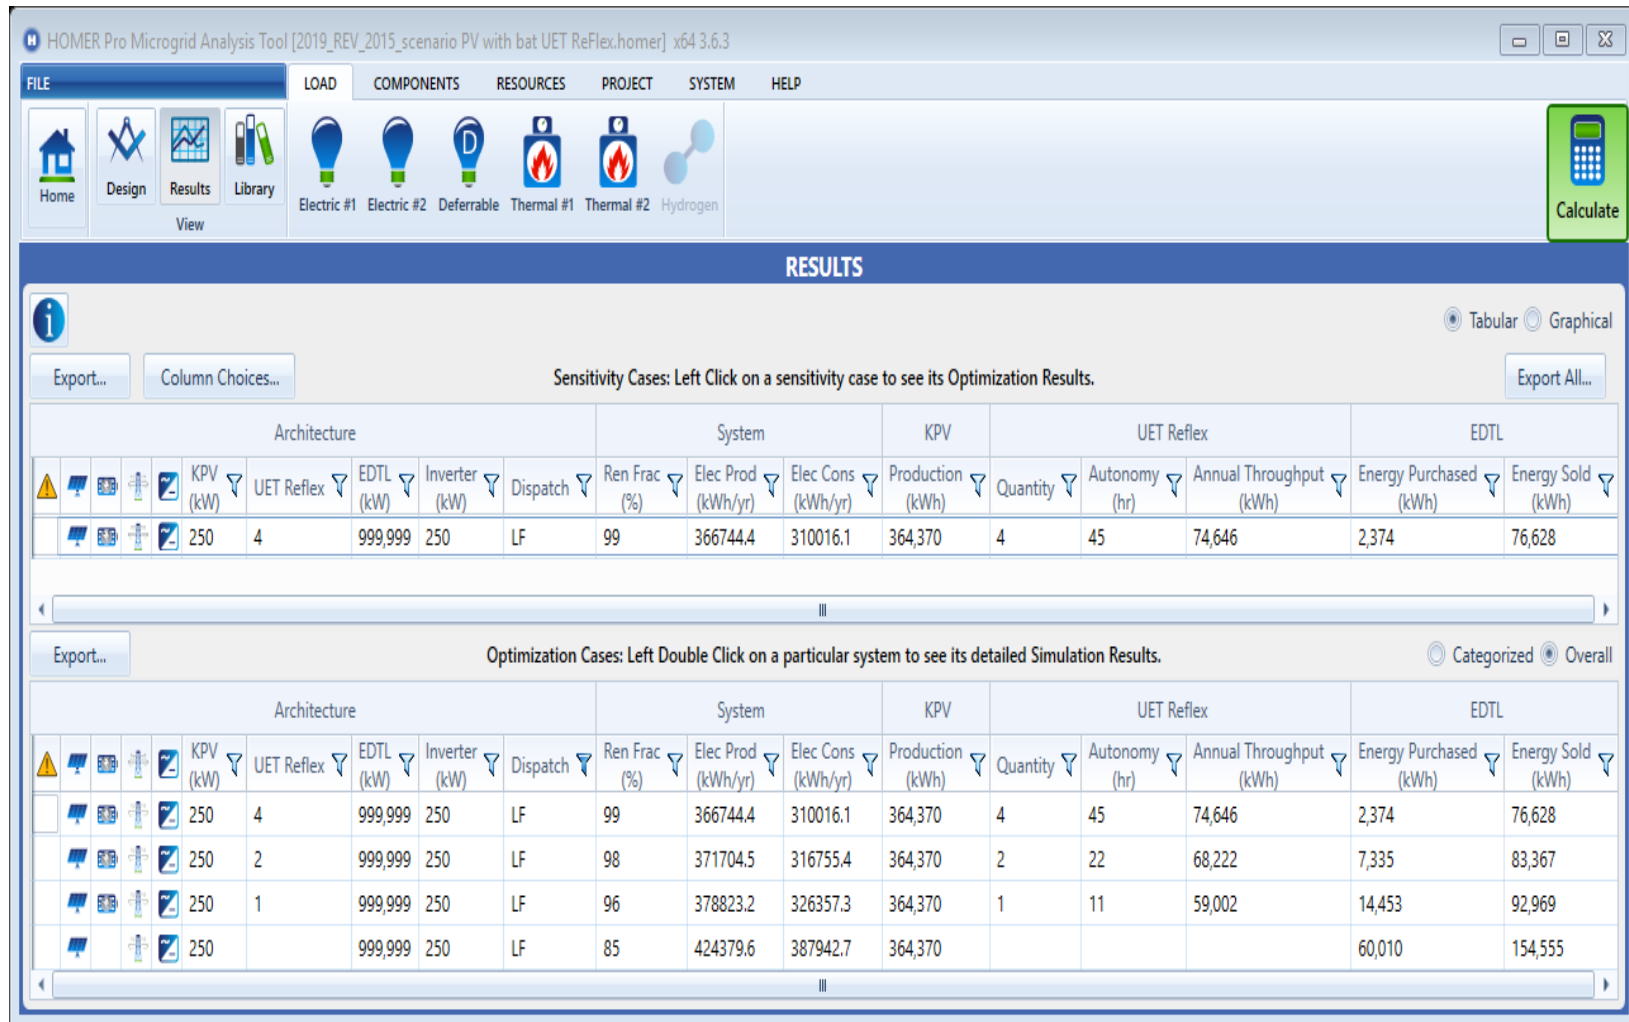 HOMER Pro Microgrid Analysis Tool [2019_REV_2015_scenario PV with bat UET ReFlex.homer] x64 3.6.3
FILE LOAD COMPONENTS RESOURCES PROJECT SYSTEM HELP
Home Design Results Library Electric #1 Electric #2 Deferrable Thermal #1 Thermal #2 Hydrogen Calculate
View
RESULTS
Tabular Graphical
Export... Column Choices... Sensitivity Cases: Left Click on a sensitivity case to see its Optimization Results. Export All...
Architecture System KPV UET Reflex EDTL
KPV (kW) UET Reflex EDTL (kW) Inverter (kW) Dispatch Ren Frac (%) Elec Prod (kWh/yr) Elec Cons (kWh/yr) Production (kWh) Quantity Autonomy (hr) Annual Throughput (kWh) Energy Purchased (kWh) Energy Sold (kWh)
250 4 999,999 250 LF 99 366744.4 310016.1 364,370 4 45 74,646 2,374 76,628
Export... Optimization Cases: Left Double Click on a particular system to see its detailed Simulation Results. Categorized Overall
Architecture System KPV UET Reflex EDTL
KPV (kW) UET Reflex EDTL (kW) Inverter (kW) Dispatch Ren Frac (%) Elec Prod (kWh/yr) Elec Cons (kWh/yr) Production (kWh) Quantity Autonomy (hr) Annual Throughput (kWh) Energy Purchased (kWh) Energy Sold (kWh)
250 4 999,999 250 LF 99 366744.4 310016.1 364,370 4 45 74,646 2,374 76,628
250 2 999,999 250 LF 98 371704.5 316755.4 364,370 2 22 68,222 7,335 83,367
250 1 999,999 250 LF 96 378823.2 326357.3 364,370 1 11 59,002 14,453 92,969
250 999,999 250 LF 85 424379.6 387942.7 364,370 60,010 154,555